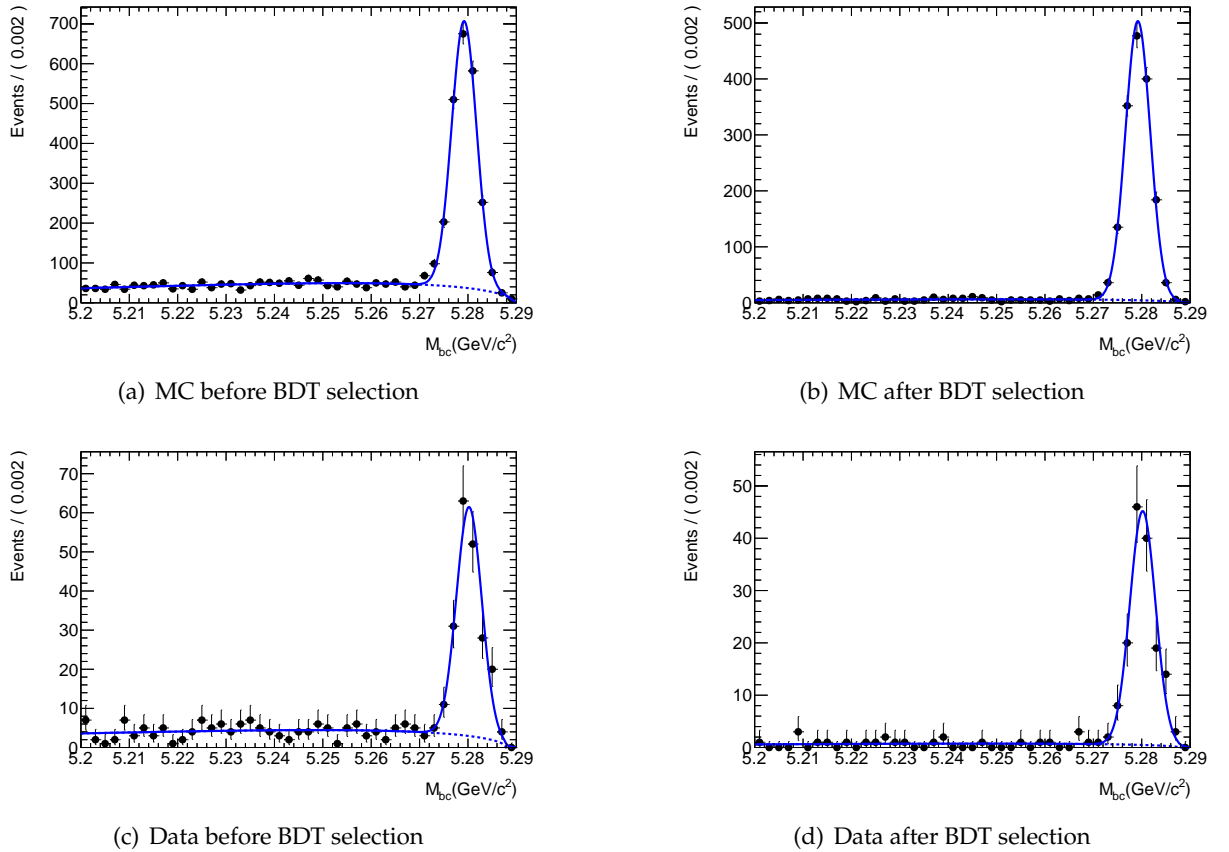 Events / ( 0.002 )
700
600
500
400
300
200
100
0
5.2 5.21 5.22 5.23 5.24 5.25 5.26 5.27 5.28 5.29
M_bc(GeV/c²)
(a) MC before BDT selection
Events / ( 0.002 )
500
400
300
200
100
0
5.2 5.21 5.22 5.23 5.24 5.25 5.26 5.27 5.28 5.29
M_bc(GeV/c²)
(b) MC after BDT selection
Events / ( 0.002 )
70
60
50
40
30
20
10
0
5.2 5.21 5.22 5.23 5.24 5.25 5.26 5.27 5.28 5.29
M_bc(GeV/c²)
(c) Data before BDT selection
Events / ( 0.002 )
50
40
30
20
10
0
5.2 5.21 5.22 5.23 5.24 5.25 5.26 5.27 5.28 5.29
M_bc(GeV/c²)
(d) Data after BDT selection